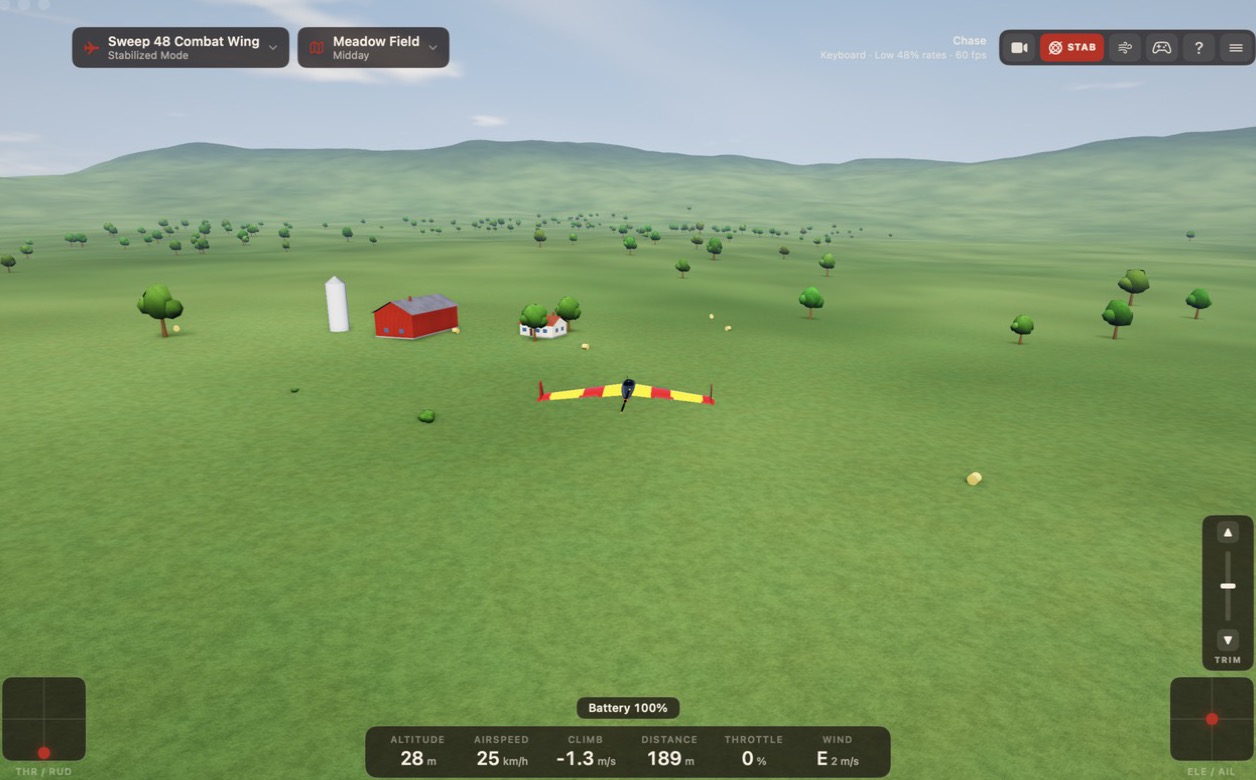 Sweep 48 Combat Wing
Stabilized Mode
Meadow Field
Midday
Chase
Keyboard · Low 48% rates · 60 fps
STAB
?
TRIM
Battery 100%
ALTITUDE AIRSPEED CLIMB DISTANCE THROTTLE WIND
28 m 25 km/h -1.3 m/s 189 m 0 % E 2 m/s
THR / RUD
ELE / AIL